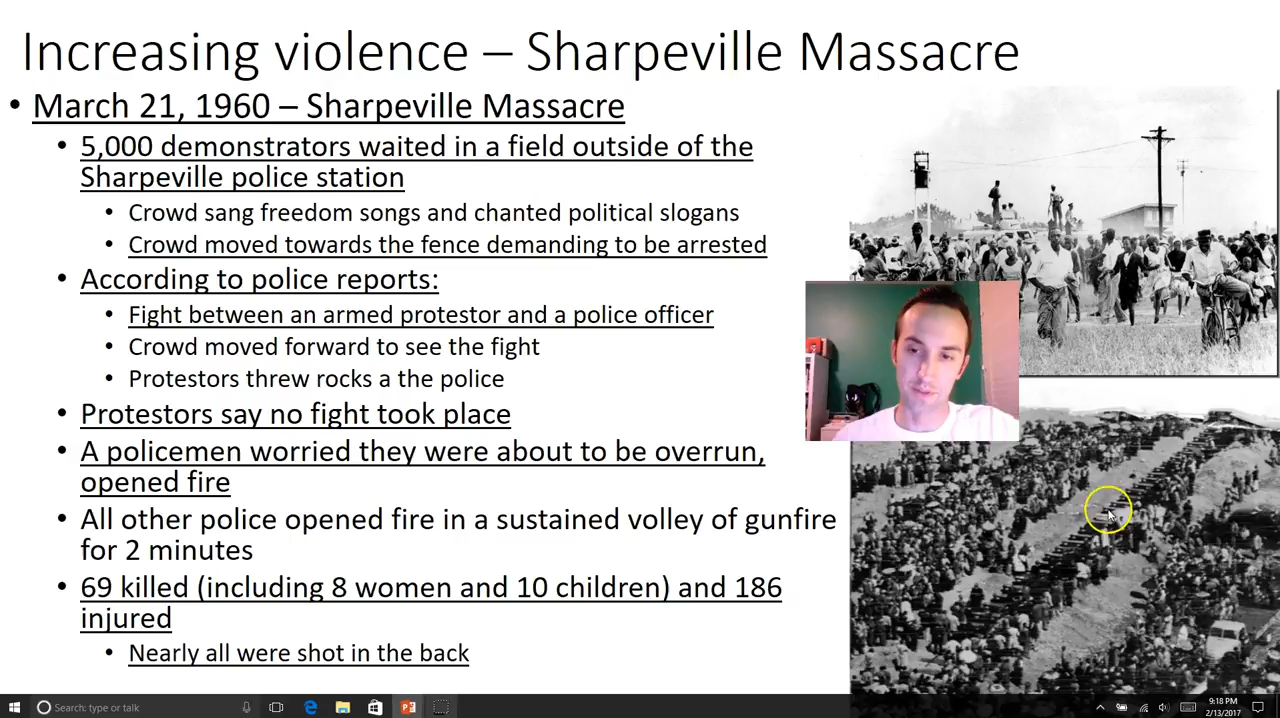 Increasing violence – Sharpeville Massacre
• March 21, 1960 – Sharpeville Massacre
• 5,000 demonstrators waited in a field outside of the
Sharpeville police station
• Crowd sang freedom songs and chanted political slogans
• Crowd moved towards the fence demanding to be arrested
• According to police reports:
• Fight between an armed protestor and a police officer
• Crowd moved forward to see the fight
• Protestors threw rocks a the police
• Protestors say no fight took place
• A policemen worried they were about to be overrun,
opened fire
• All other police opened fire in a sustained volley of gunfire
for 2 minutes
• 69 killed (including 8 women and 10 children) and 186
injured
• Nearly all were shot in the back
Search: type or talk
9:18 PM
2/13/2017